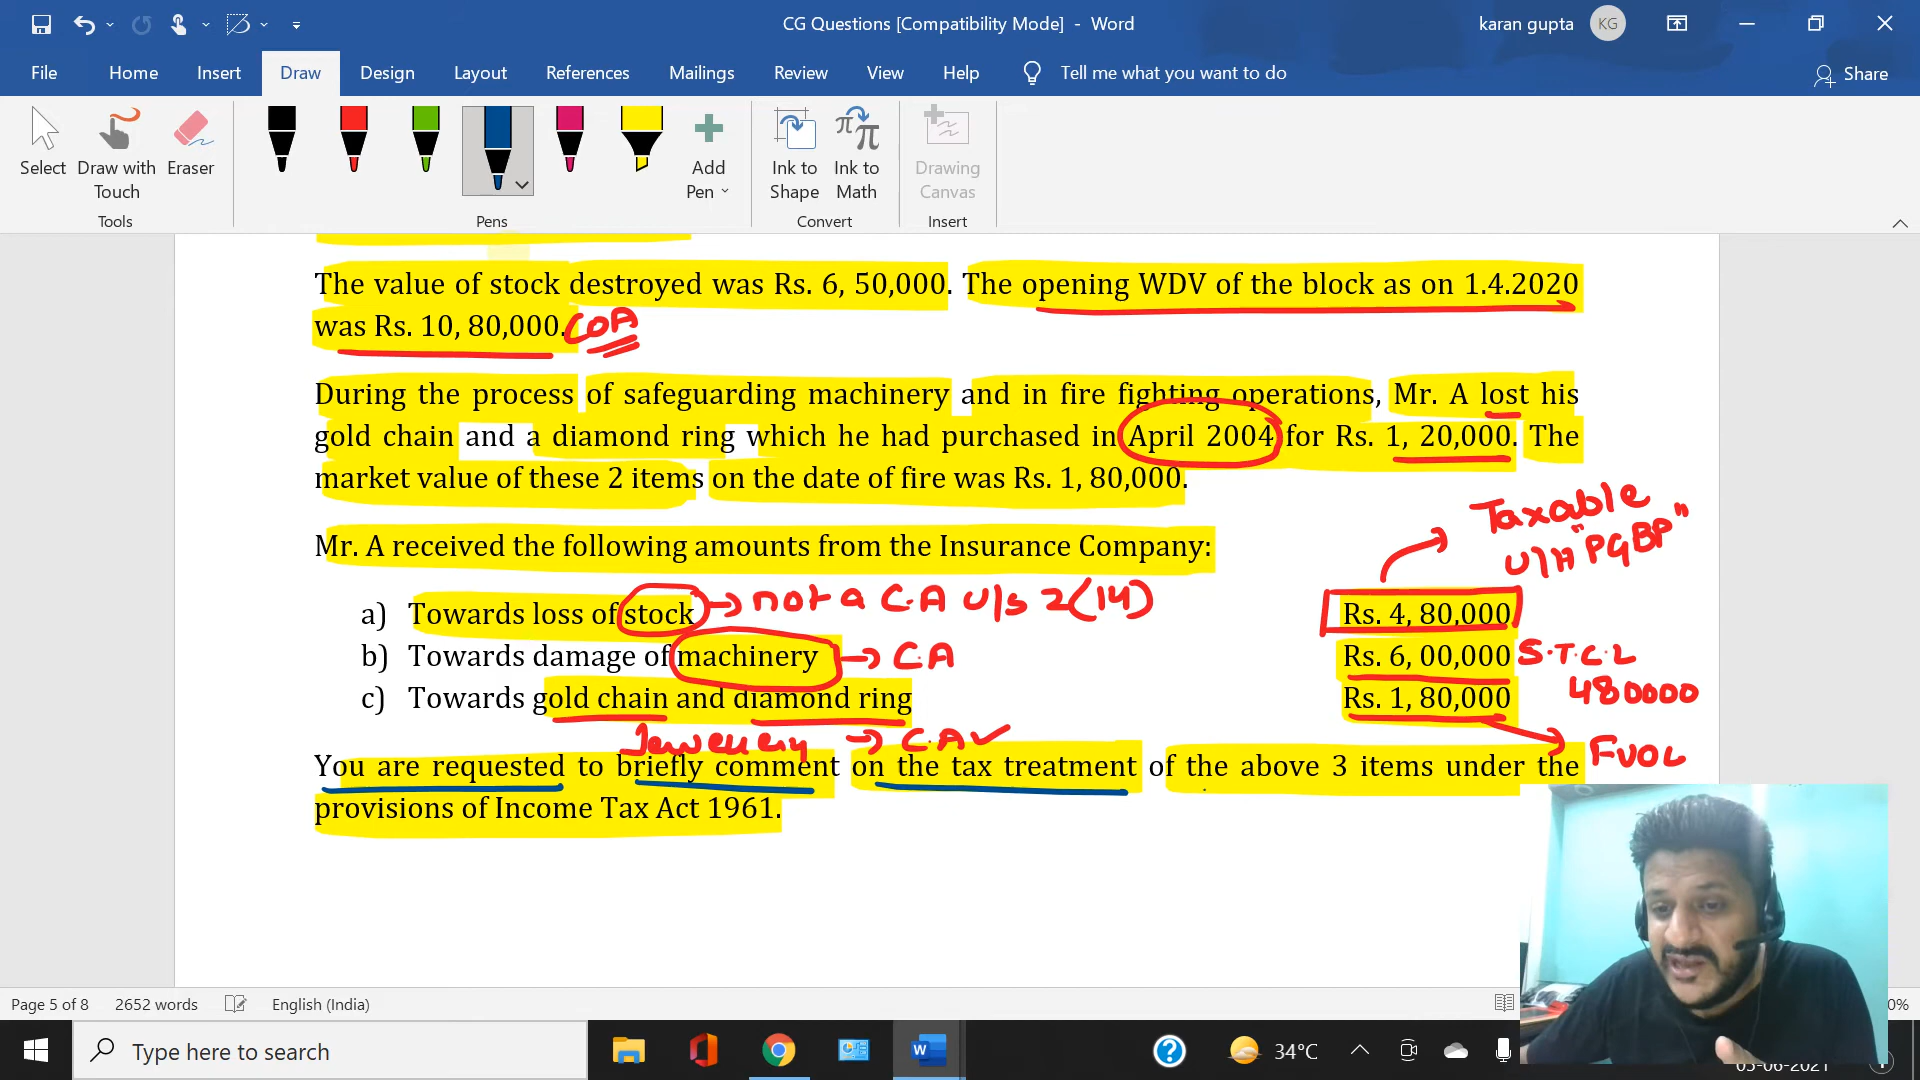 CG Questions [Compatibility Mode] - Word
karan gupta KG
File Home Insert Draw Design Layout References Mailings Review View Help Tell me what you want to do Share
Select Draw with Touch Eraser Add Pen Ink to Shape Ink to Math Drawing Canvas
Tools Pens Convert Insert
The value of stock destroyed was Rs. 6, 50,000. The opening WDV of the block as on 1.4.2020
was Rs. 10, 80,000. COA
During the process of safeguarding machinery and in fire fighting operations, Mr. A lost his
gold chain and a diamond ring which he had purchased in April 2004 for Rs. 1, 20,000. The
market value of these 2 items on the date of fire was Rs. 1, 80,000.
Taxable
U/H "PGBP"
Mr. A received the following amounts from the Insurance Company:
a) Towards loss of stock → not a C.A U/s 2(14) Rs. 4, 80,000
b) Towards damage of machinery → C.A Rs. 6, 00,000 S.T.C.L
480000
c) Towards gold chain and diamond ring Rs. 1, 80,000
Jewellery → C.A ✓ FVOC
You are requested to briefly comment on the tax treatment of the above 3 items under the
provisions of Income Tax Act 1961.
Page 5 of 8 2652 words English (India)
Type here to search
34°C